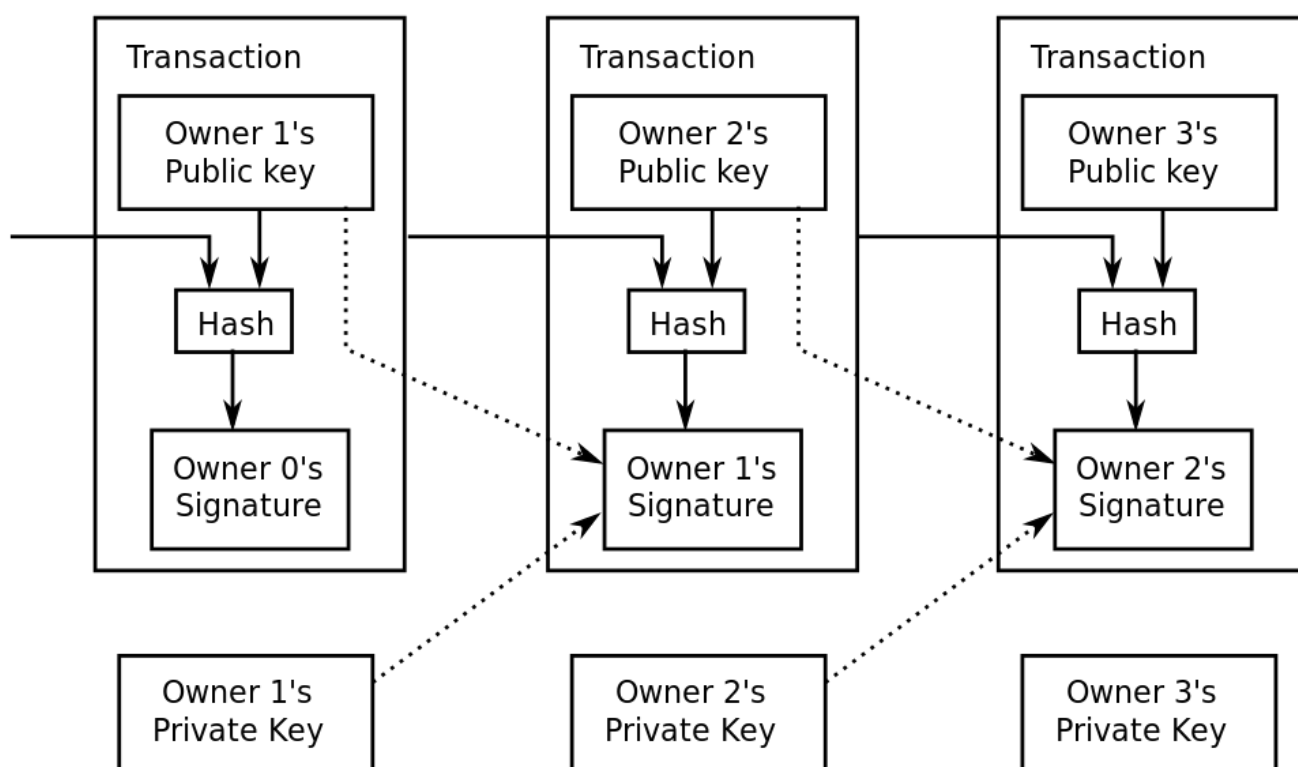 Transaction
Owner 1's
Public key
Hash
Owner 0's
Signature
Transaction
Owner 2's
Public key
Hash
Owner 1's
Signature
Transaction
Owner 3's
Public key
Hash
Owner 2's
Signature
Owner 1's
Private Key
Owner 2's
Private Key
Owner 3's
Private Key